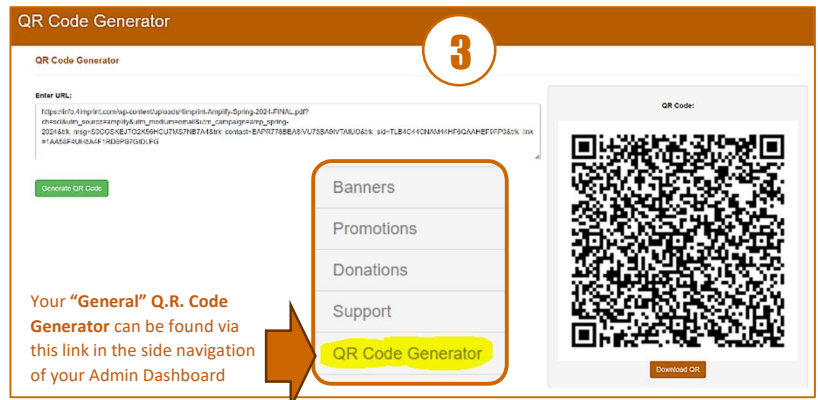 QR Code Generator
3
QR Code Generator
Enter URL:
QR Code:
Generate QR Code
Banners
Promotions
Donations
Support
QR Code Generator
Your “General” Q.R. Code
Generator can be found via
this link in the side navigation
of your Admin Dashboard
Download QR